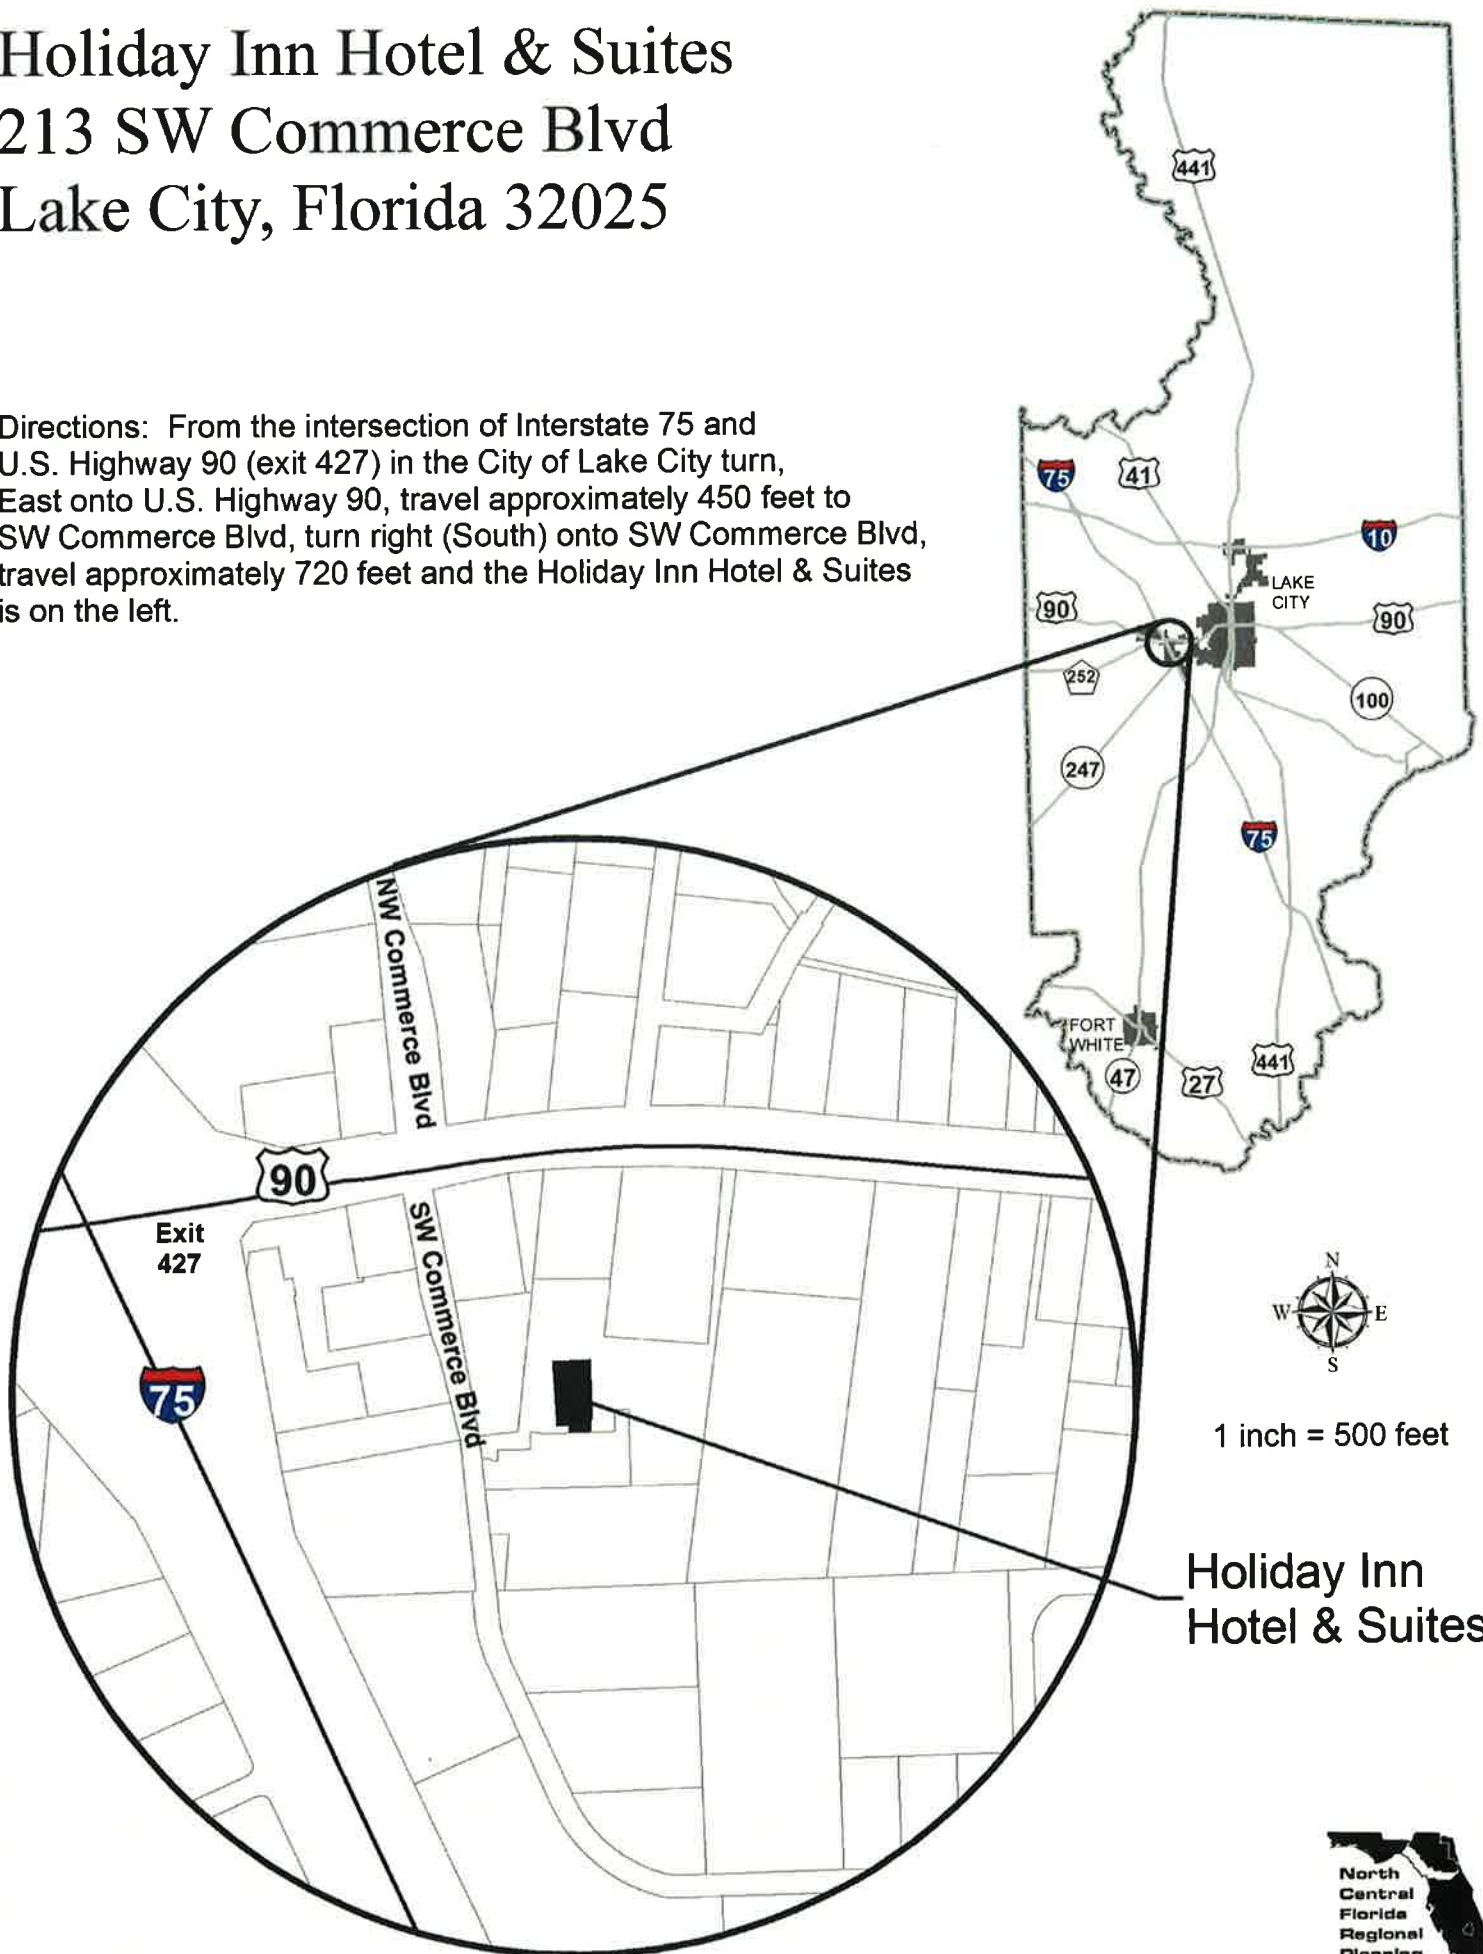 Holiday Inn Hotel & Suites
213 SW Commerce Blvd
Lake City, Florida 32025
Directions: From the intersection of Interstate 75 and
U.S. Highway 90 (exit 427) in the City of Lake City turn,
East onto U.S. Highway 90, travel approximately 450 feet to
SW Commerce Blvd, turn right (South) onto SW Commerce Blvd,
travel approximately 720 feet and the Holiday Inn Hotel & Suites
is on the left.
441
75
41
10
LAKE
CITY
90
90
252
100
247
75
FORT
WHITE
47
27
441
NW Commerce Blvd
90
Exit
427
SW Commerce Blvd
75
N
W
E
S
1 inch = 500 feet
Holiday Inn
Hotel & Suites
North
Central
Florida
Regional
Planning